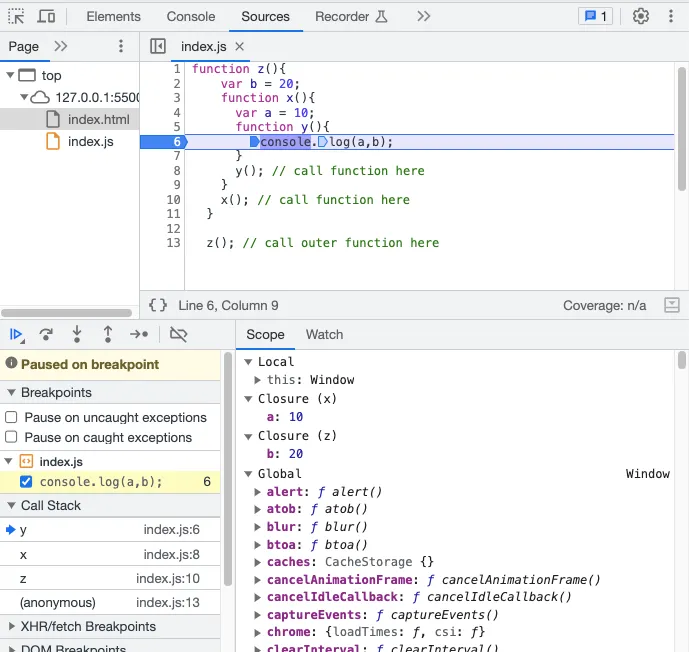 Elements Console Sources Recorder 1
Page index.js
top
127.0.0.1:5500
index.html
index.js
1 function z(){
2 var b = 20;
3 function x(){
4 var a = 10;
5 function y(){
6 console.log(a,b);
7 }
8 y(); // call function here
9 }
10 x(); // call function here
11 }
12
13 z(); // call outer function here
{} Line 6, Column 9 Coverage: n/a
Paused on breakpoint
Breakpoints
Pause on uncaught exceptions
Pause on caught exceptions
index.js
console.log(a,b); 6
Call Stack
y index.js:6
x index.js:8
z index.js:10
(anonymous) index.js:13
XHR/fetch Breakpoints
DOM Breakpoints
Scope Watch
Local
this: Window
Closure (x)
a: 10
Closure (z)
b: 20
Global Window
alert: ƒ alert()
atob: ƒ atob()
blur: ƒ blur()
btoa: ƒ btoa()
caches: CacheStorage {}
cancelAnimationFrame: ƒ cancelAnimationFrame()
cancelIdleCallback: ƒ cancelIdleCallback()
captureEvents: ƒ captureEvents()
chrome: {loadTimes: ƒ, csi: ƒ}
clearInterval: ƒ clearInterval()